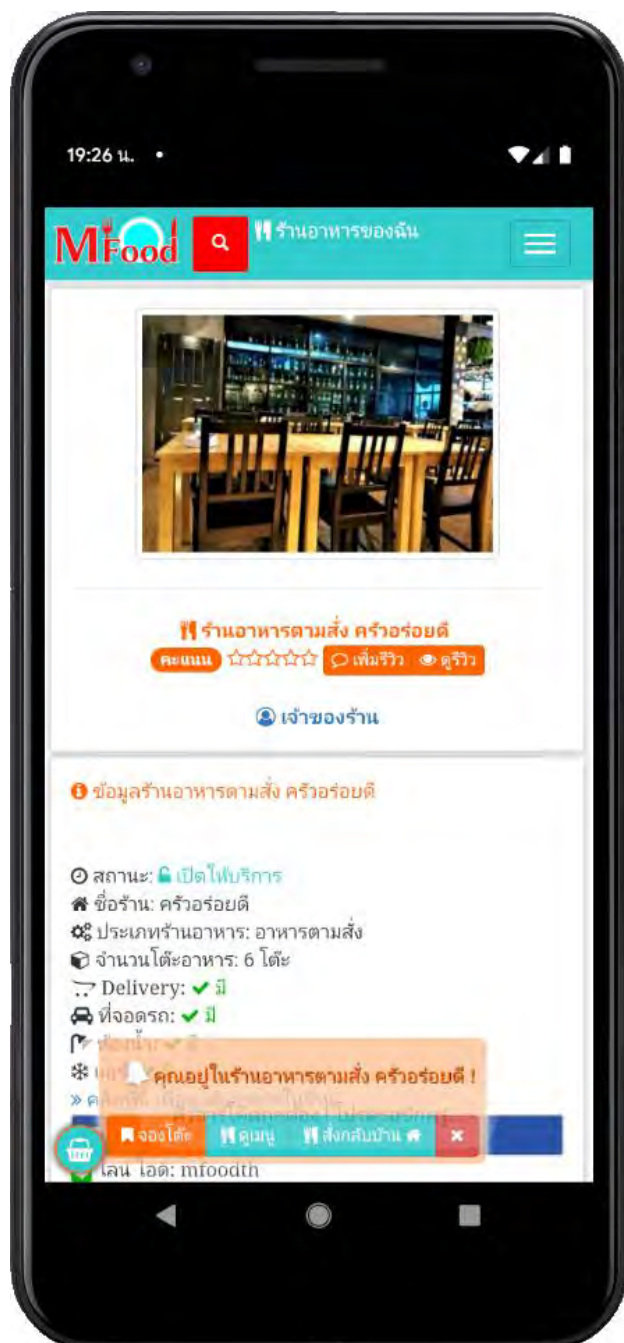 19:26 น.
MFood ร้านอาหารของฉัน
ร้านอาหารตามสั่ง ครัวอร่อยดี
คะแนน เพิ่มรีวิว ดูรีวิว
เจ้าของร้าน
ข้อมูลร้านอาหารตามสั่ง ครัวอร่อยดี
สถานะ: เปิดให้บริการ
ชื่อร้าน: ครัวอร่อยดี
ประเภทร้านอาหาร: อาหารตามสั่ง
จำนวนโต๊ะอาหาร: 6 โต๊ะ
Delivery: มี
ที่จอดรถ: มี
ห้องน้ำ: มี
คุณอยู่ในร้านอาหารตามสั่ง ครัวอร่อยดี !
จองโต๊ะ ดูเมนู สั่งกลับบ้าน
ไลน์ ไอดี: mfoodth